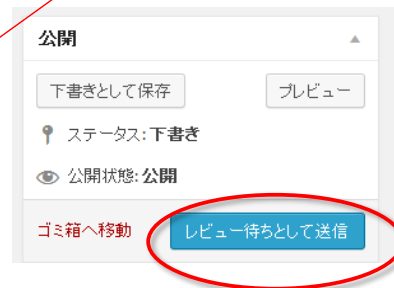 公開
下書きとして保存 プレビュー
ステータス: 下書き
公開状態: 公開
ゴミ箱へ移動 レビュー待ちとして送信